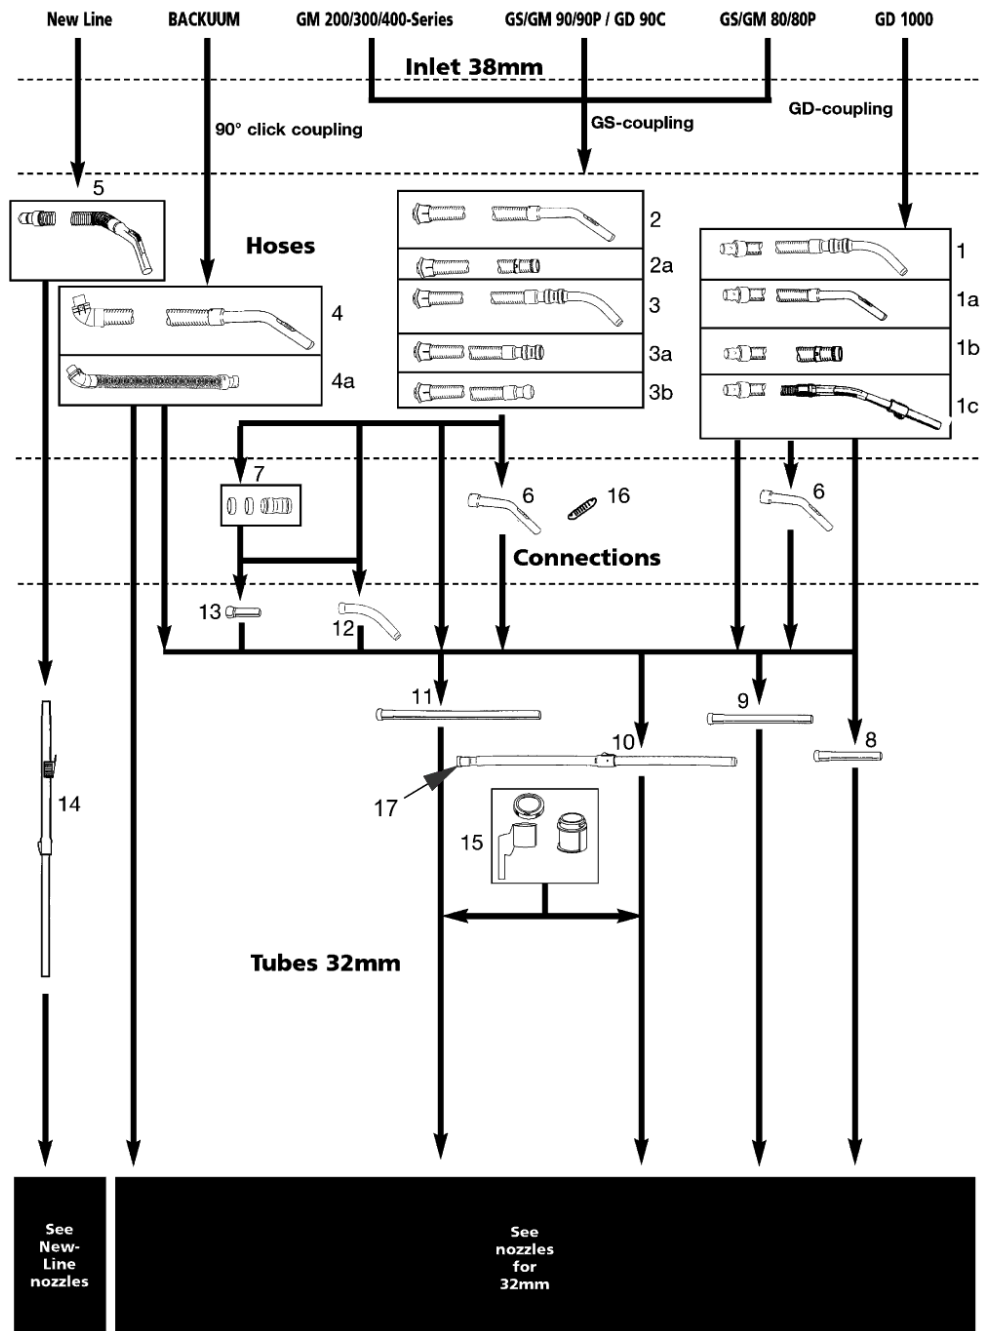 New Line BACKUUM GM 200/300/400-Series GS/GM 90/90P / GD 90C GS/GM 80/80P GD 1000
Inlet 38mm
GD-coupling
GS-coupling
90° click coupling
5
Hoses
2
2a
3
3a
3b
1
1a
1b
1c
4
4a
7
6
16
6
Connections
13
12
11
9
10
8
17
14
15
Tubes 32mm
See
New-
Line
nozzles
See
nozzles
for
32mm